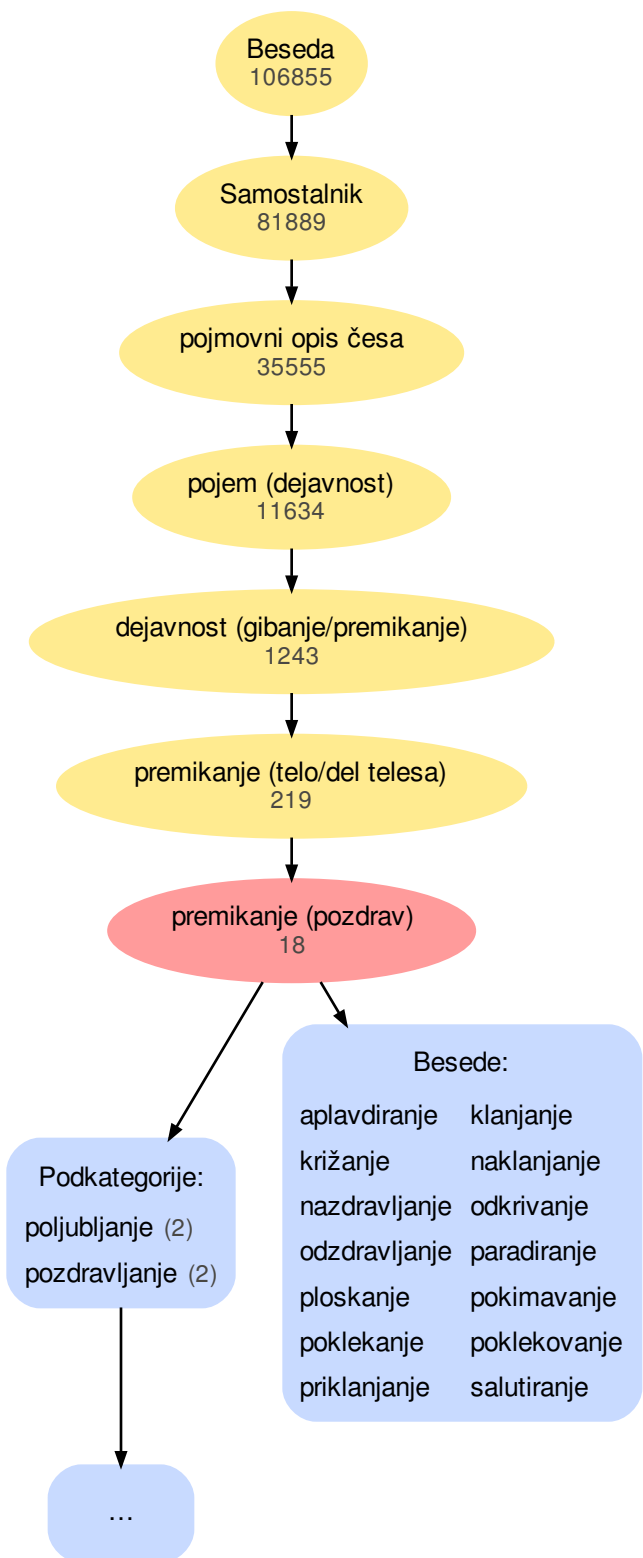 Beseda
106855
Samostalnik
81889
pojmovni opis česa
35555
pojem (dejavnost)
11634
dejavnost (gibanje/premikanje)
1243
premikanje (telo/del telesa)
219
premikanje (pozdrav)
18
Podkategorije:
poljubljanje (2)
pozdravljanje (2)
…
Besede:
aplavdiranje klanjanje
križanje naklanjanje
nazdravljanje odkrivanje
odzdravljanje paradiranje
ploskanje pokimavanje
poklekanje poklekovanje
priklanjanje salutiranje